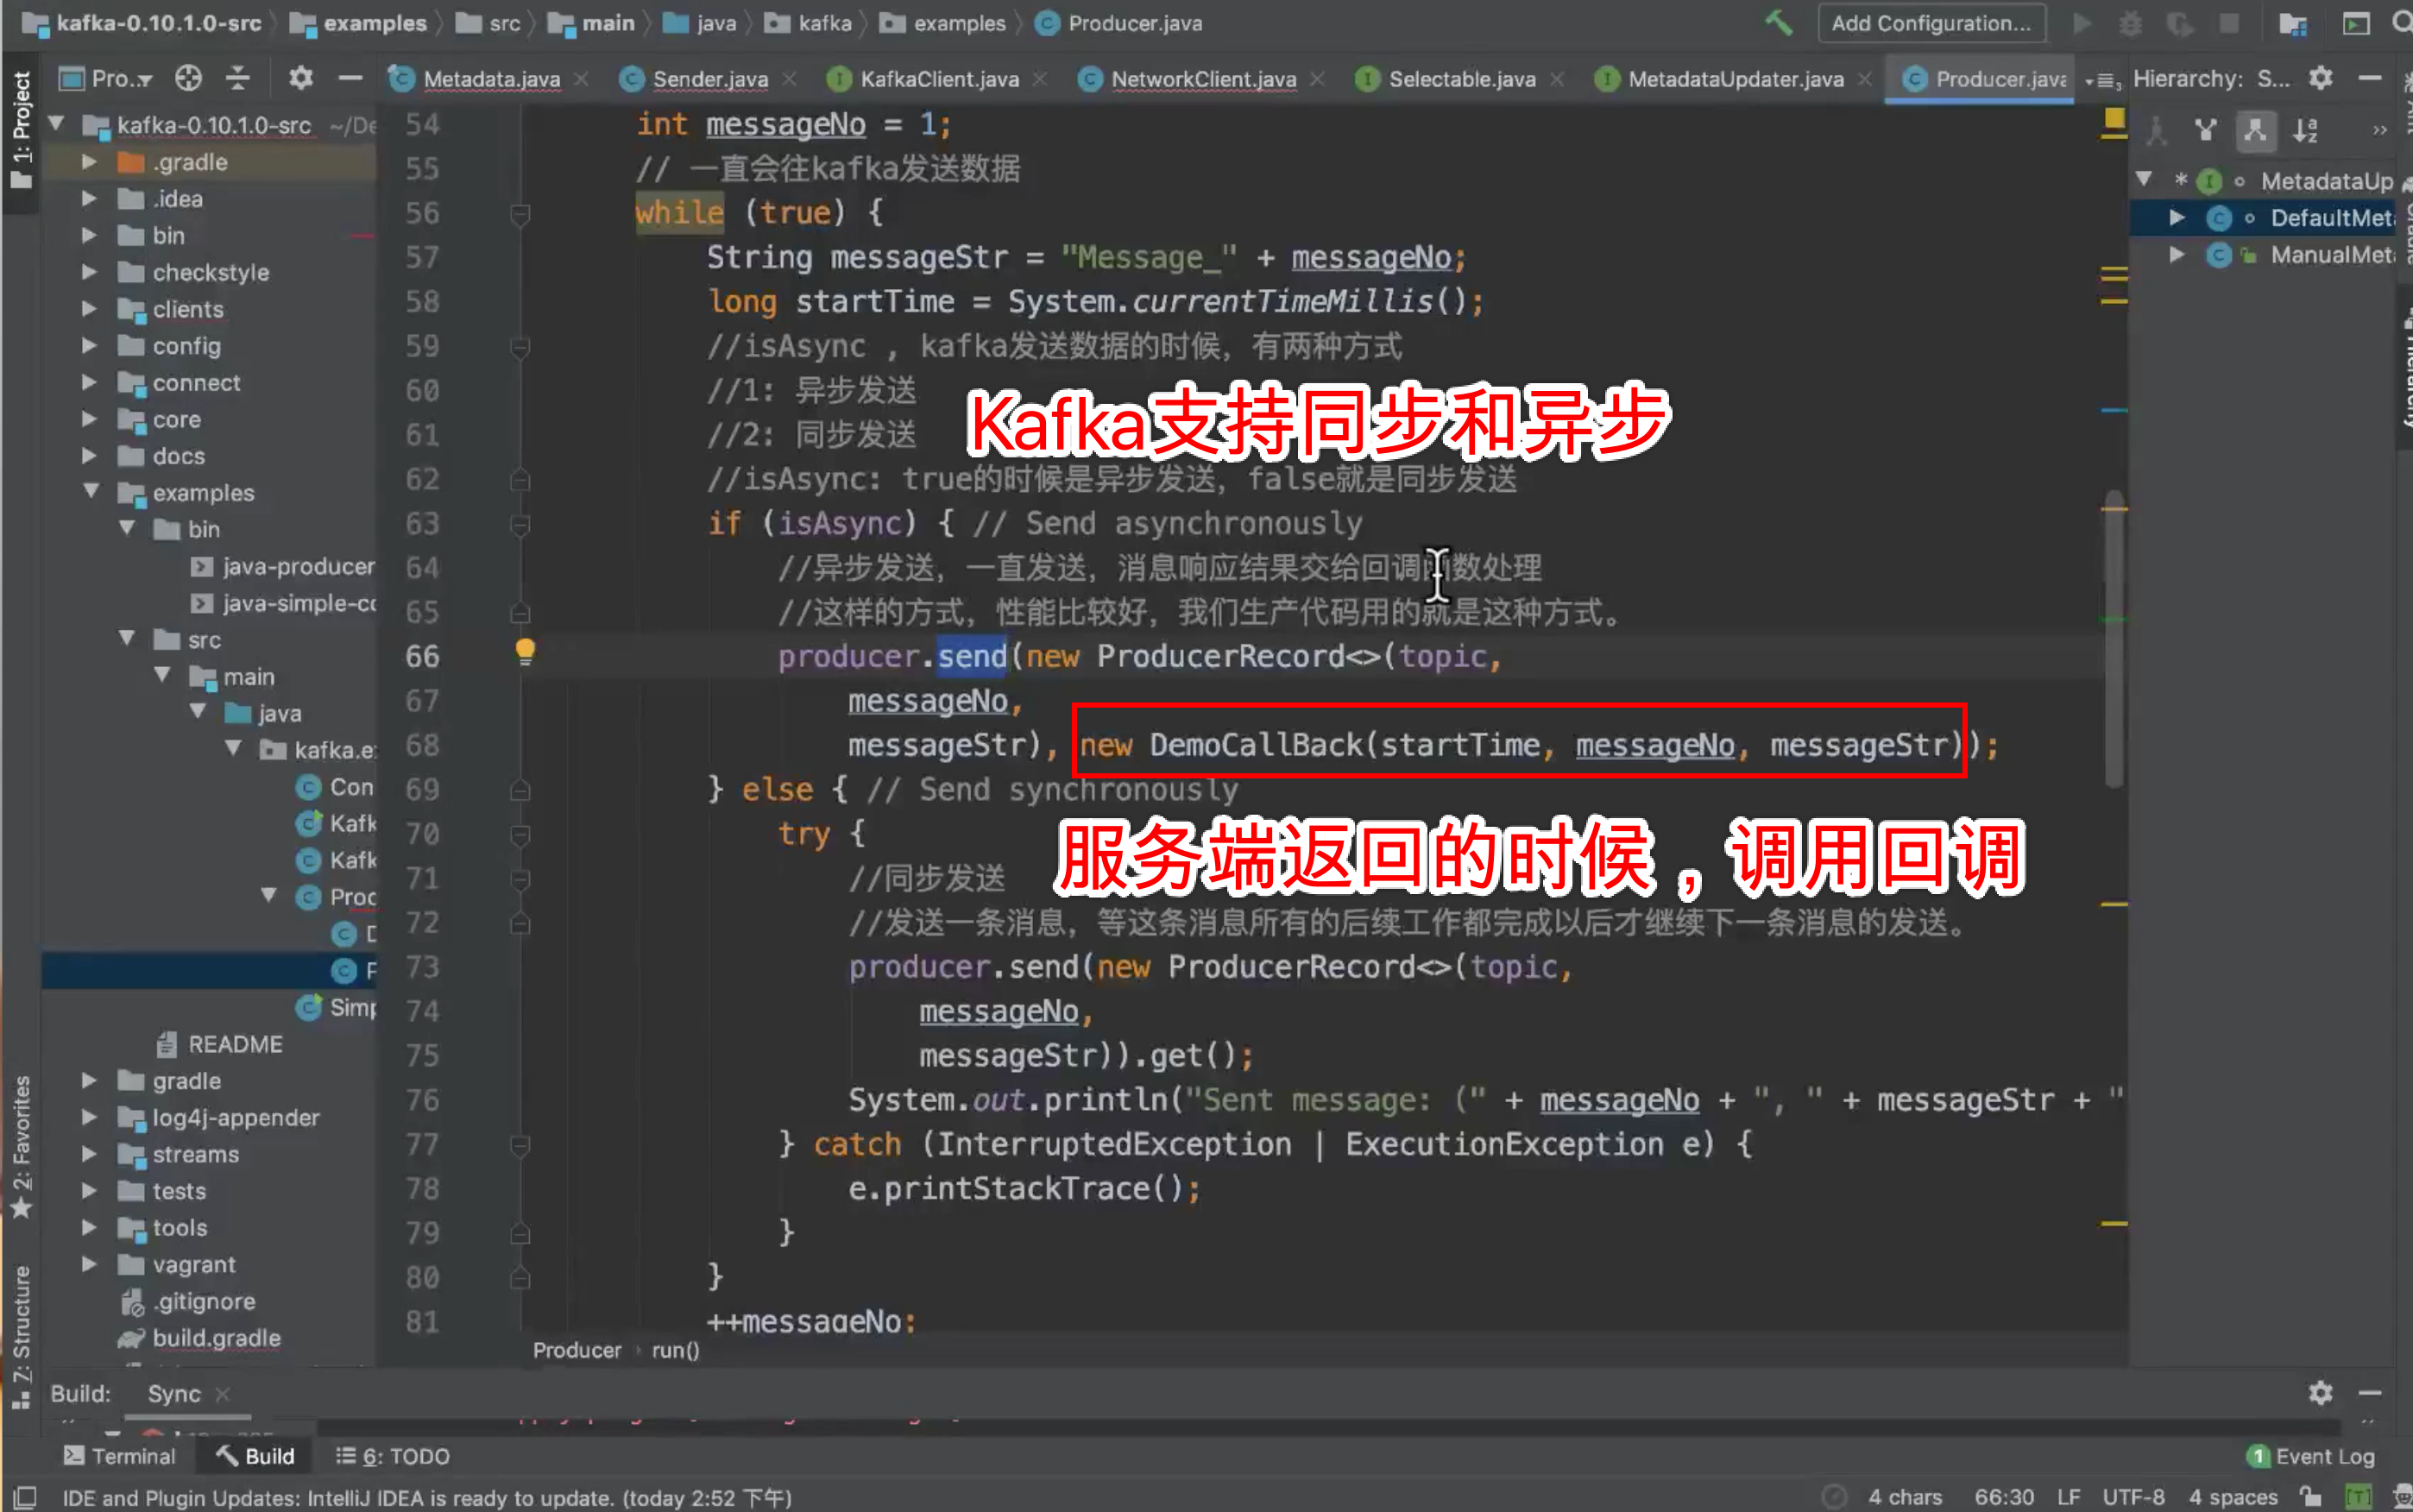 kafka-0.10.1.0-src examples src main java kafka examples Producer.java
Add Configuration...
1: Project
Pro..
Metadata.java Sender.java KafkaClient.java NetworkClient.java Selectable.java MetadataUpdater.java Producer.java
Hierarchy: S...
kafka-0.10.1.0-src ~/De
.gradle
.idea
bin
checkstyle
clients
config
connect
core
docs
examples
bin
java-producer
java-simple-co
src
main
java
kafka.e
Con
Kafk
Kafk
Prod
Simp
README
gradle
log4j-appender
streams
tests
tools
vagrant
.gitignore
build.gradle
54 int messageNo = 1;
55 // 一直会往kafka发送数据
56 while (true) {
57 String messageStr = "Message_" + messageNo;
58 long startTime = System.currentTimeMillis();
59 //isAsync , kafka发送数据的时候，有两种方式
60 //1: 异步发送
61 //2: 同步发送
Kafka支持同步和异步
62 //isAsync: true的时候是异步发送，false就是同步发送
63 if (isAsync) { // Send asynchronously
64 //异步发送，一直发送，消息响应结果交给回调函数处理
65 //这样的方式，性能比较好，我们生产代码用的就是这种方式。
66 producer.send(new ProducerRecord<>(topic,
67 messageNo,
68 messageStr), new DemoCallBack(startTime, messageNo, messageStr));
69 } else { // Send synchronously
70 try {
服务端返回的时候，调用回调
71 //同步发送
72 //发送一条消息，等这条消息所有的后续工作都完成以后才继续下一条消息的发送。
73 producer.send(new ProducerRecord<>(topic,
74 messageNo,
75 messageStr)).get();
76 System.out.println("Sent message: (" + messageNo + ", " + messageStr + "
77 } catch (InterruptedException | ExecutionException e) {
78 e.printStackTrace();
79 }
80 }
81 ++messageNo;
Producer run()
* MetadataUp
DefaultMeta
ManualMeta
2: Favorites
7: Structure
Build: Sync
Terminal Build 6: TODO
1 Event Log
IDE and Plugin Updates: IntelliJ IDEA is ready to update. (today 2:52 下午)
4 chars 66:30 LF UTF-8 4 spaces